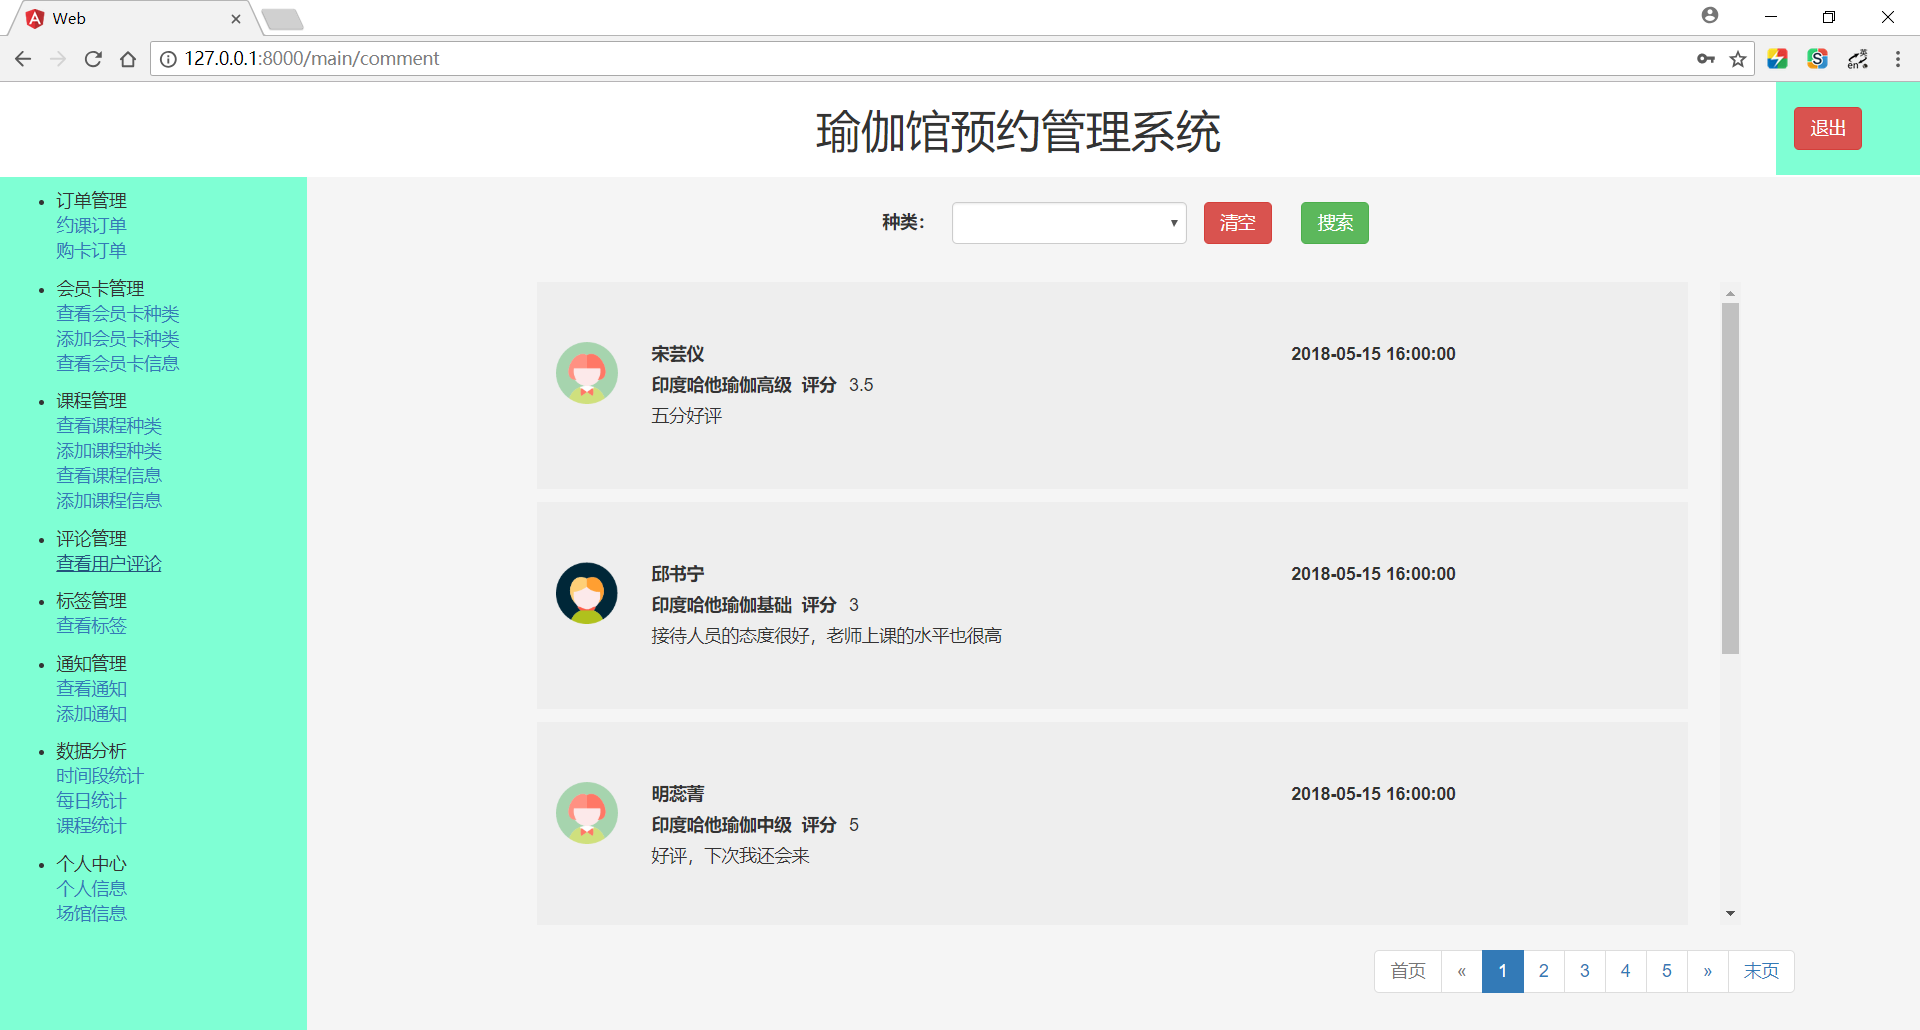 Web
127.0.0.1:8000/main/comment
瑜伽馆预约管理系统
退出
订单管理
约课订单
购卡订单
会员卡管理
查看会员卡种类
添加会员卡种类
查看会员卡信息
课程管理
查看课程种类
添加课程种类
查看课程信息
添加课程信息
评论管理
查看用户评论
标签管理
查看标签
通知管理
查看通知
添加通知
数据分析
时间段统计
每日统计
课程统计
个人中心
个人信息
场馆信息
种类： 清空 搜索
宋芸仪 2018-05-15 16:00:00
印度哈他瑜伽高级 评分 3.5
五分好评
邱书宁 2018-05-15 16:00:00
印度哈他瑜伽基础 评分 3
接待人员的态度很好，老师上课的水平也很高
明蕊菁 2018-05-15 16:00:00
印度哈他瑜伽中级 评分 5
好评，下次我还会来
首页 « 1 2 3 4 5 » 末页